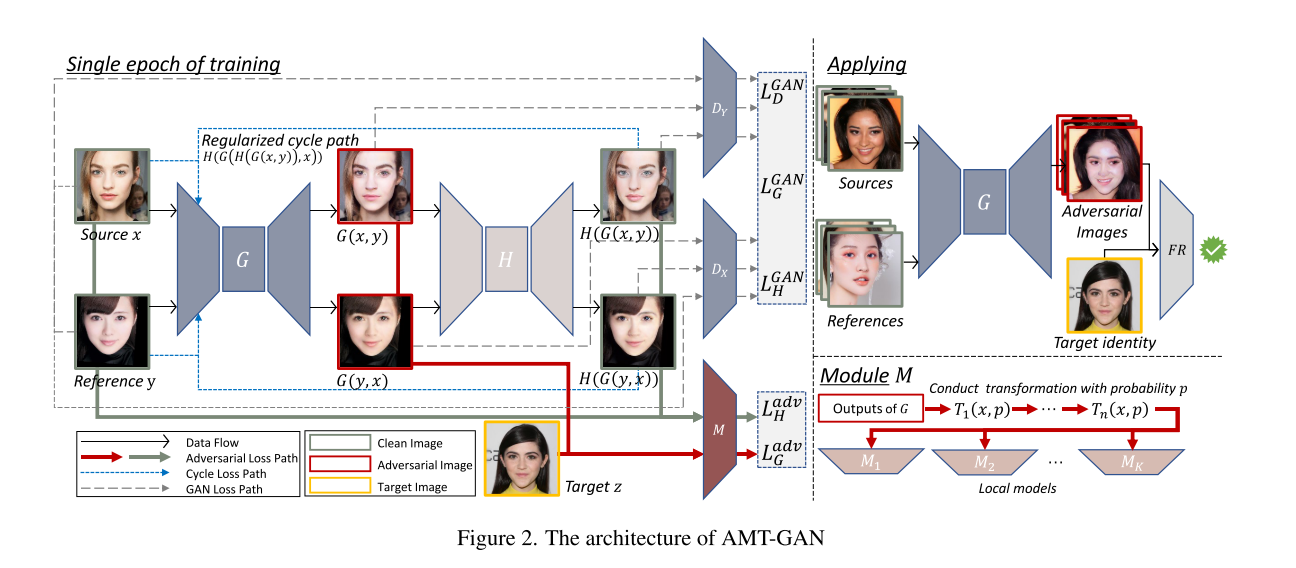 Single epoch of training
Regularized cycle path
H(G(H(G(x, y)), x))
Source x
G
G(x, y)
H
H(G(x, y))
Reference y
G(y, x)
H(G(y, x))
D_Y
D_X
L_D^{GAN}
L_G^{GAN}
L_H^{GAN}
M
L_H^{adv}
L_G^{adv}
Target z
Data Flow
Adversarial Loss Path
Cycle Loss Path
GAN Loss Path
Clean Image
Adversarial Image
Target Image
Applying
Sources
References
G
Adversarial
Images
FR
Target identity
Module M
Conduct transformation with probability p
Outputs of G
T_1(x, p)
⋯
T_n(x, p)
M_1
M_2
⋯
M_K
Local models
Figure 2. The architecture of AMT-GAN